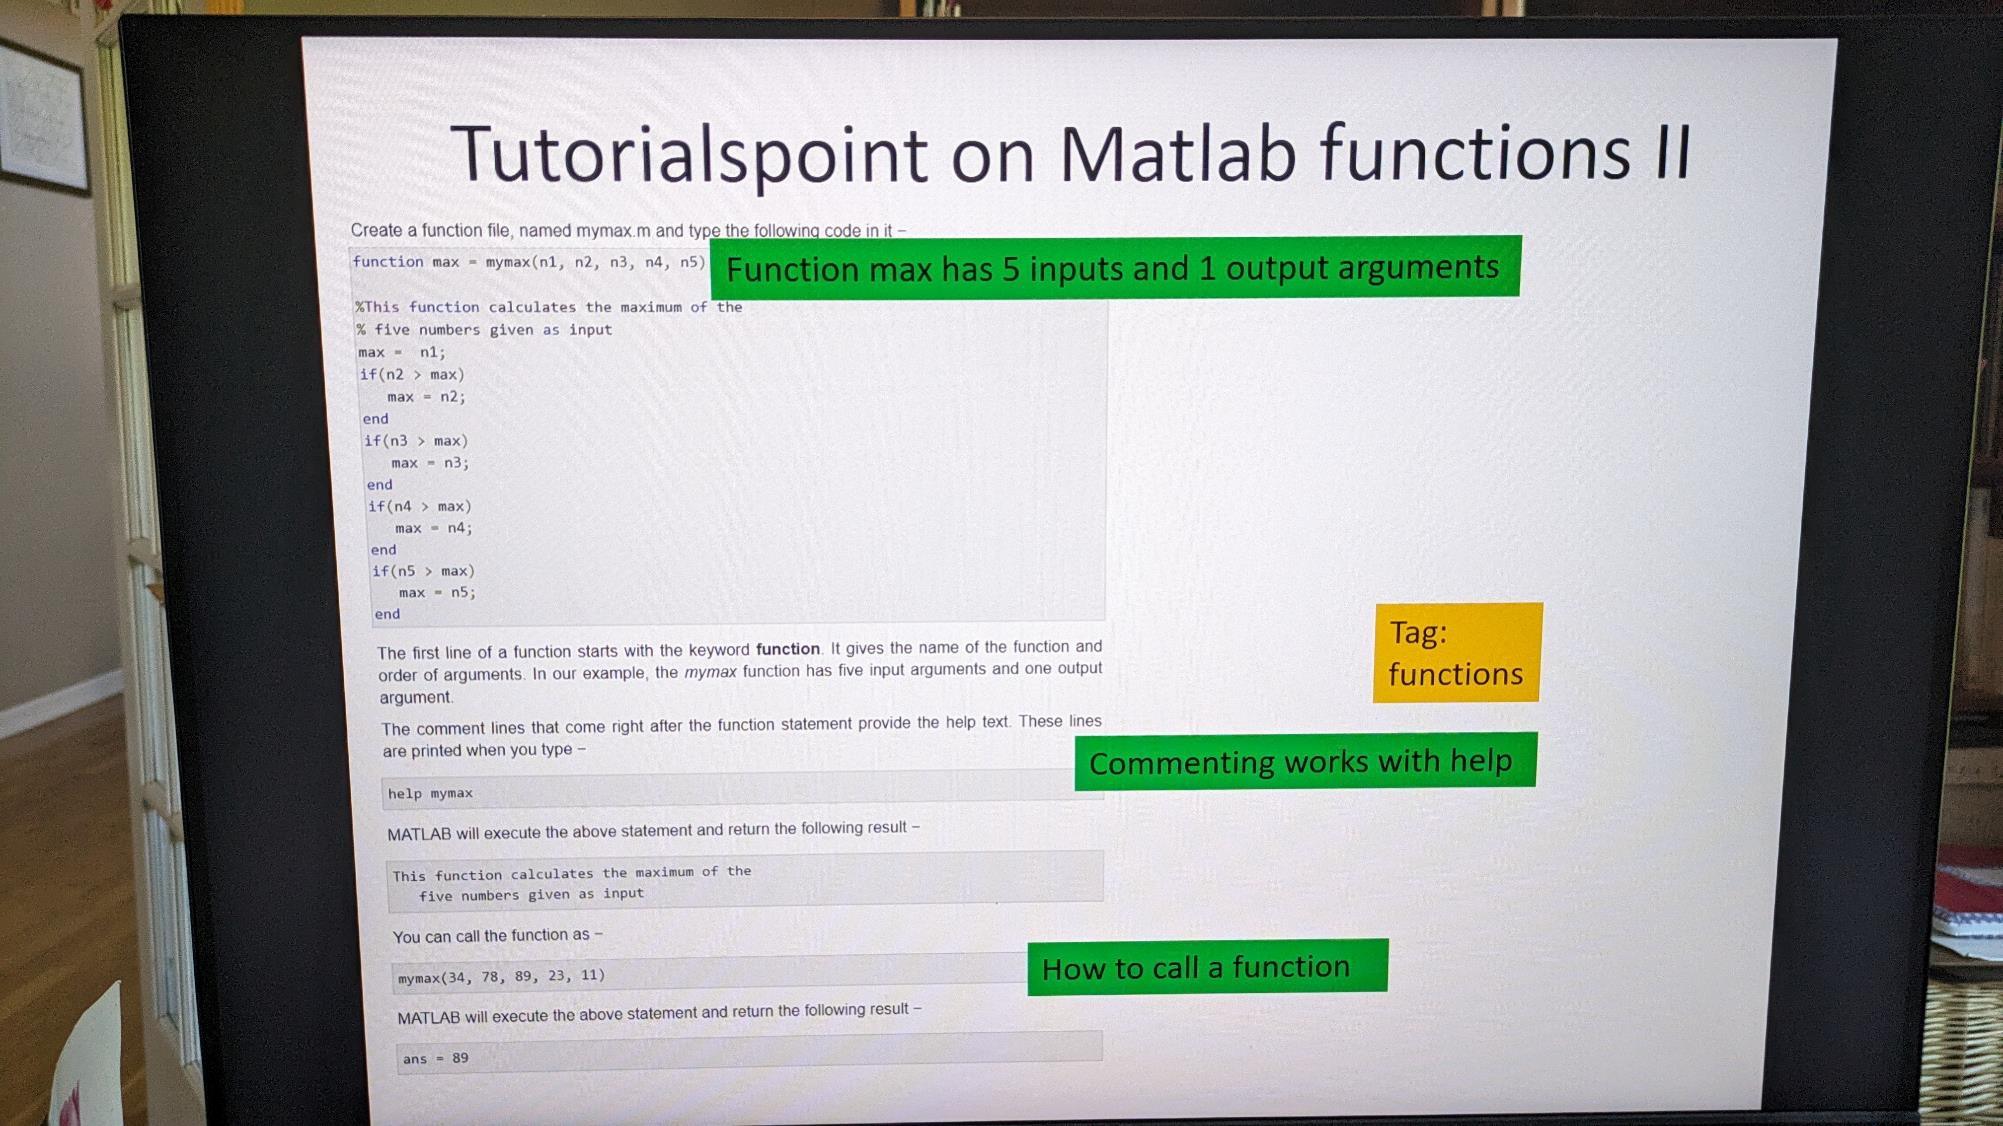 Tutorialspoint on Matlab functions II
Create a function file, named mymax.m and type the following code in it –
function max = mymax(n1, n2, n3, n4, n5)
Function max has 5 inputs and 1 output arguments
%This function calculates the maximum of the
% five numbers given as input
max =  n1;
if(n2 > max)
   max = n2;
end
if(n3 > max)
   max = n3;
end
if(n4 > max)
   max = n4;
end
if(n5 > max)
   max = n5;
end
The first line of a function starts with the keyword function. It gives the name of the function and
order of arguments. In our example, the mymax function has five input arguments and one output
argument.
Tag:
functions
The comment lines that come right after the function statement provide the help text. These lines
are printed when you type –
Commenting works with help
help mymax
MATLAB will execute the above statement and return the following result –
This function calculates the maximum of the
   five numbers given as input
You can call the function as –
How to call a function
mymax(34, 78, 89, 23, 11)
MATLAB will execute the above statement and return the following result –
ans = 89